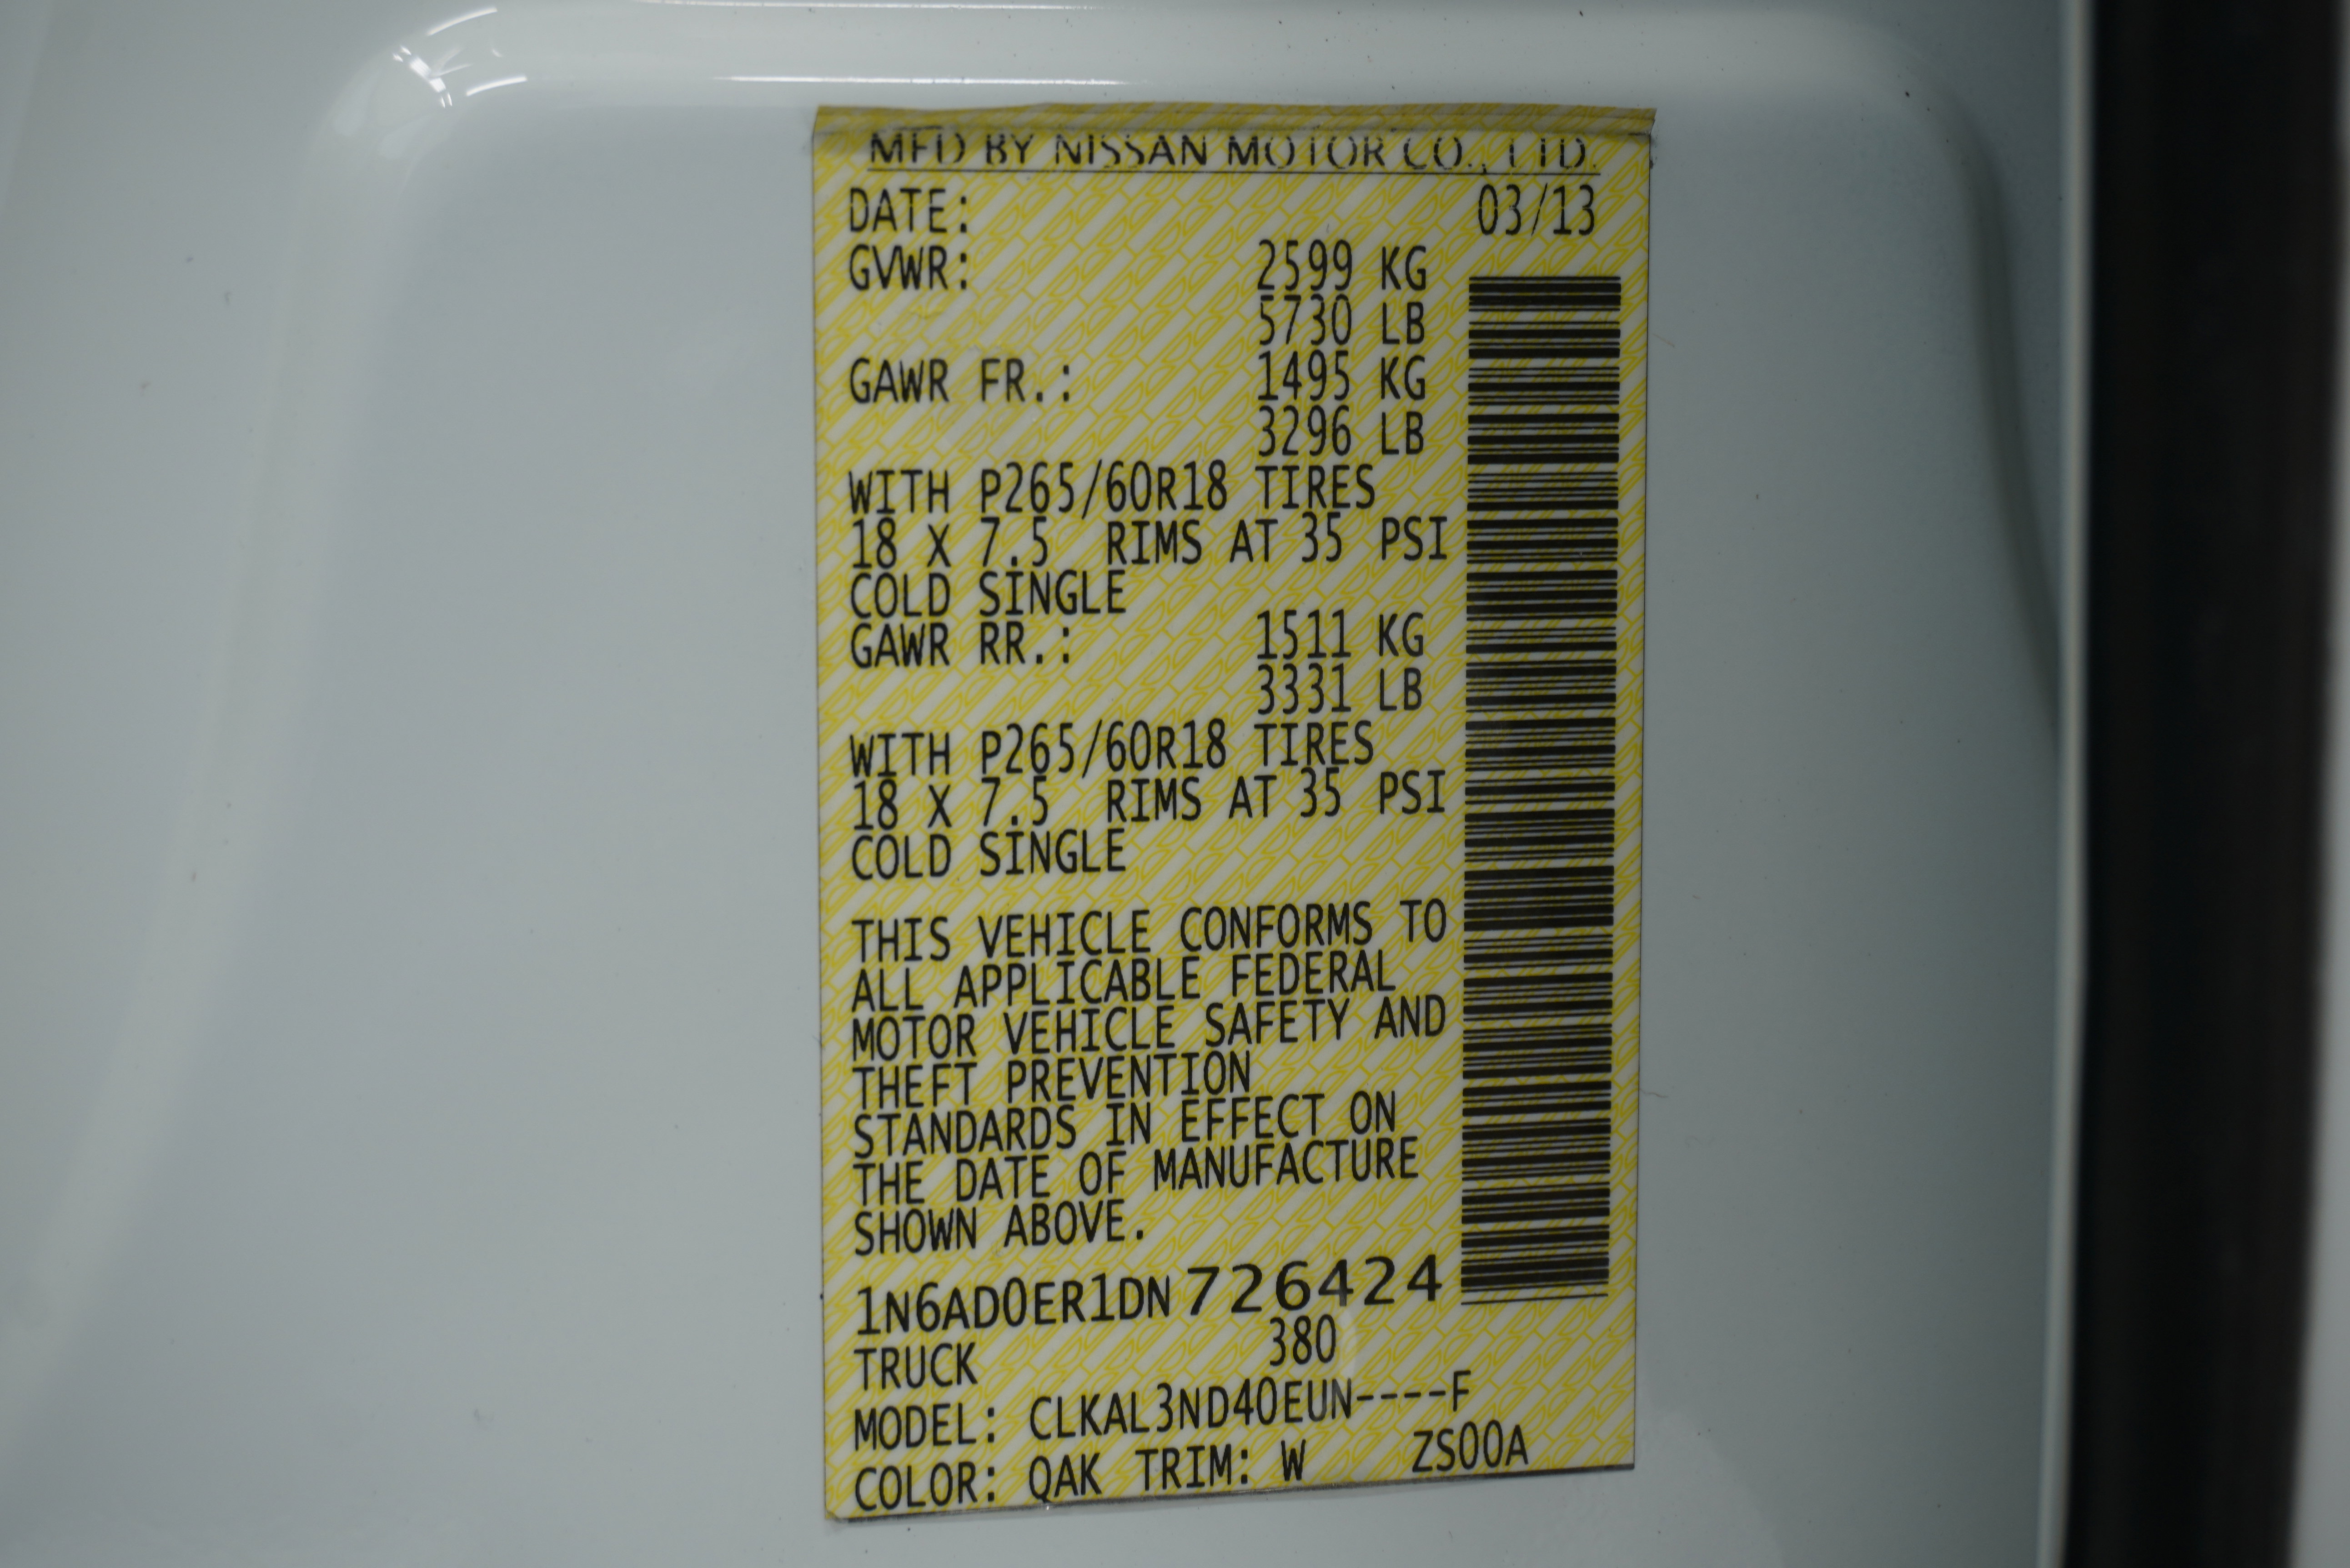 MFD BY NISSAN MOTOR CO., LTD.
DATE: 03/13
GVWR: 2599 KG
5730 LB
GAWR FR.: 1495 KG
3296 LB
WITH P265/60R18 TIRES
18 X 7.5 RIMS AT 35 PSI
COLD SINGLE
GAWR RR.: 1511 KG
3331 LB
WITH P265/60R18 TIRES
18 X 7.5 RIMS AT 35 PSI
COLD SINGLE
THIS VEHICLE CONFORMS TO
ALL APPLICABLE FEDERAL
MOTOR VEHICLE SAFETY AND
THEFT PREVENTION
STANDARDS IN EFFECT ON
THE DATE OF MANUFACTURE
SHOWN ABOVE.
1N6AD0ER1DN726424
TRUCK 380
MODEL: CLKAL3ND40EUN----F
COLOR: QAK TRIM: W ZS00A